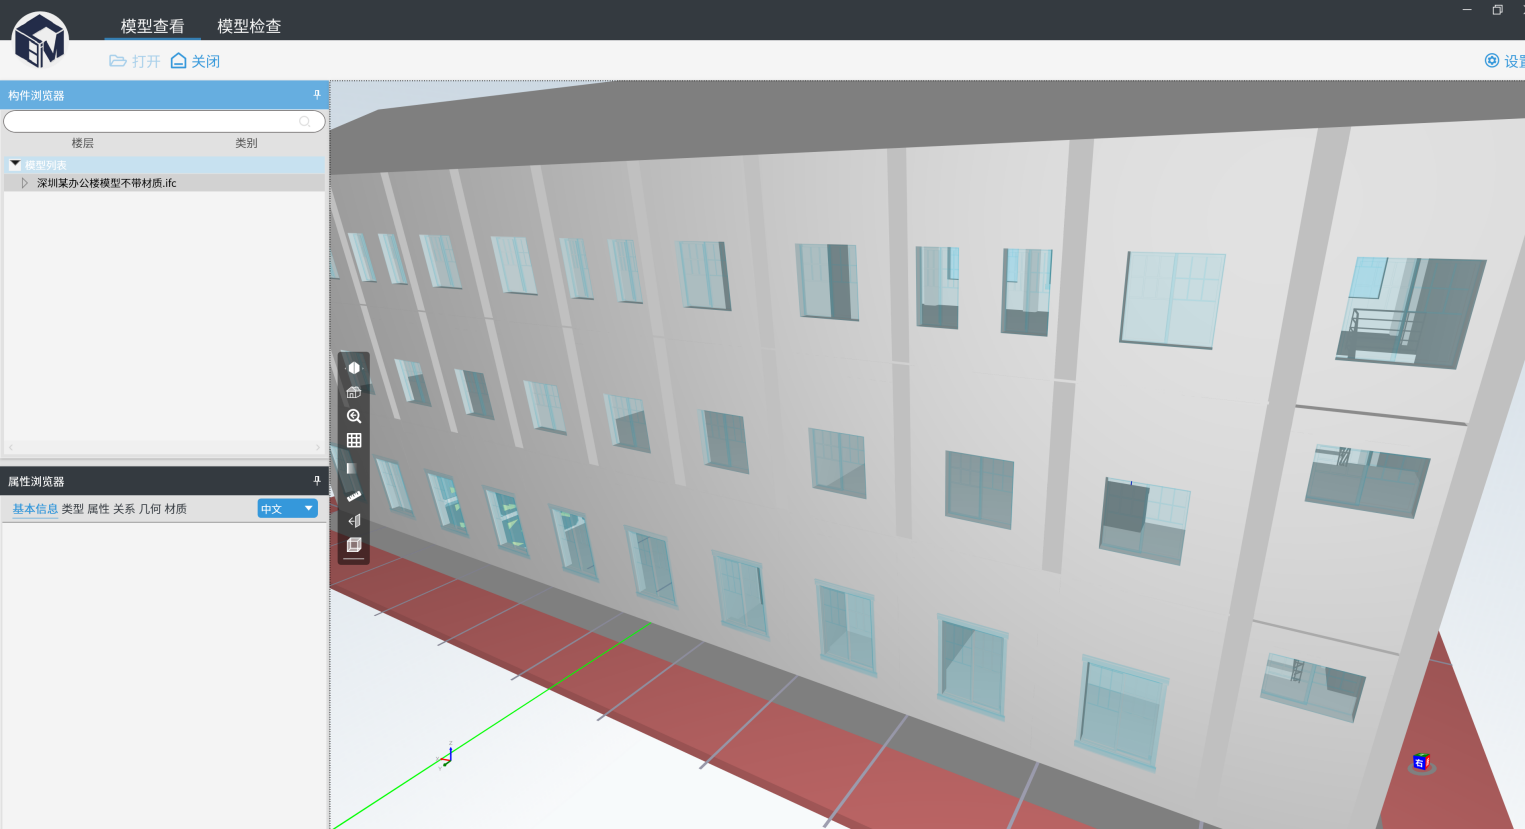 模型查看 模型检查
打开 关闭 设置
构件浏览器
楼层 类别
模型列表
深圳某办公楼模型不带材质.ifc
属性浏览器
基本信息 类型 属性 关系 几何 材质 中文
右